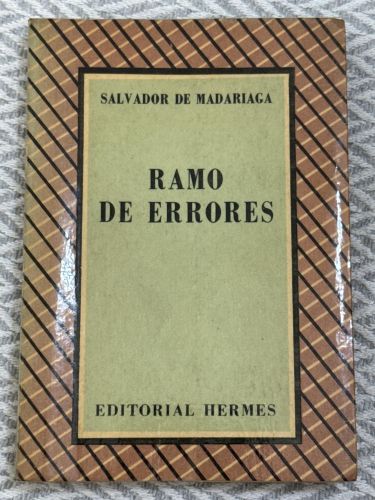 SALVADOR DE MADARIAGA
RAMO
DE ERRORES
EDITORIAL HERMES